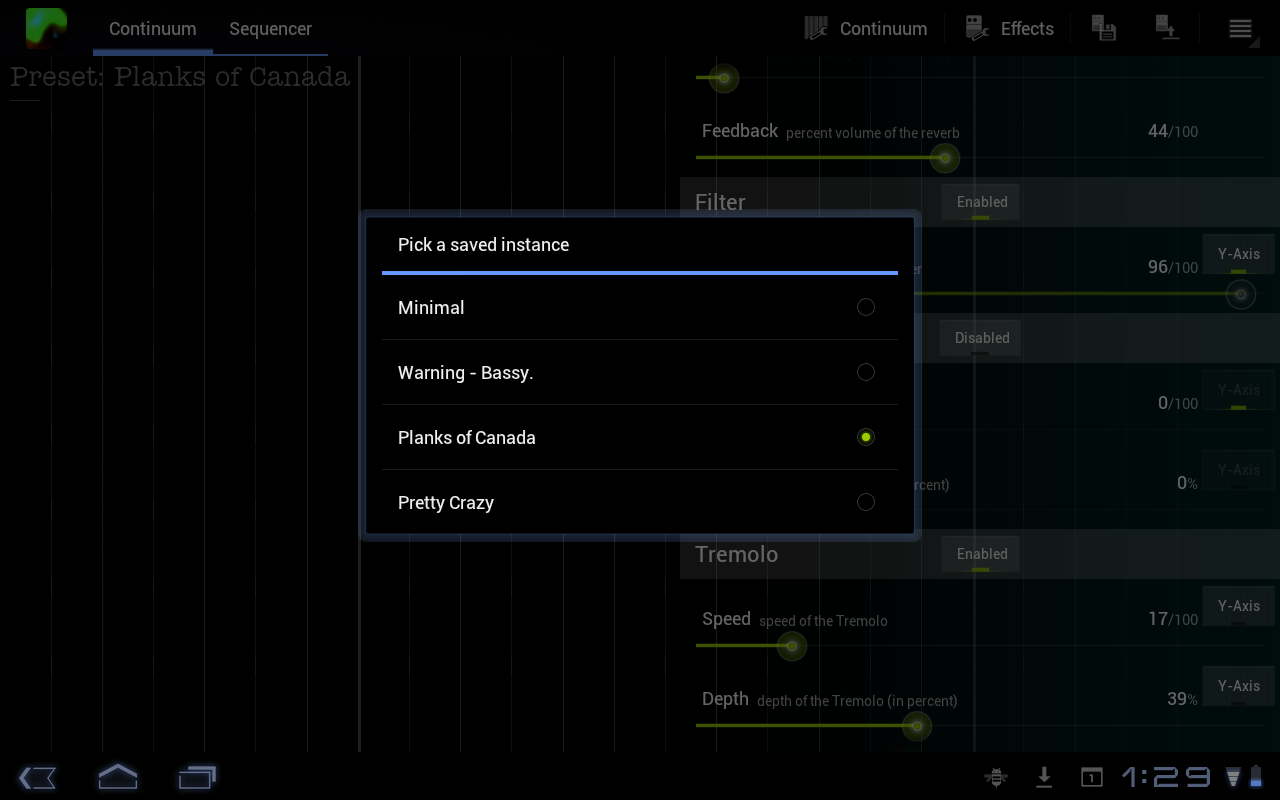 Continuum Sequencer Continuum Effects
Preset: Planks of Canada
Feedback percent volume of the reverb 44/100
Filter Enabled
Pick a saved instance
Y-Axis
96/100
Minimal
Disabled
Warning - Bassy.
Y-Axis
0/100
Planks of Canada
Y-Axis
0%
Pretty Crazy
Tremolo Enabled
Y-Axis
Speed speed of the Tremolo 17/100
Y-Axis
Depth depth of the Tremolo (in percent) 39%
1 1:29